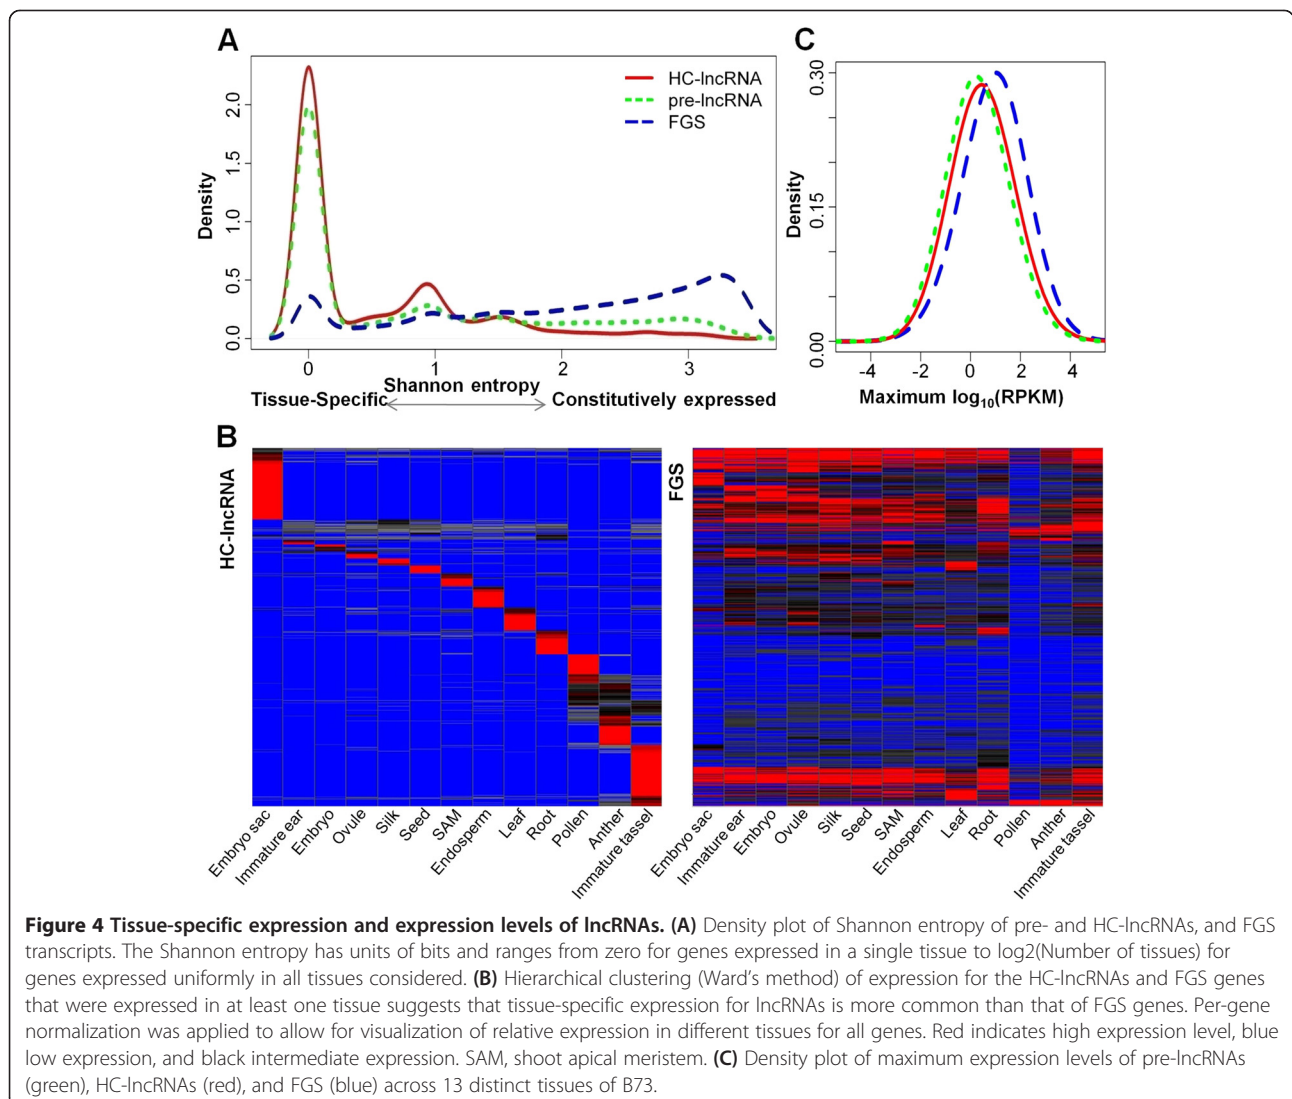 A
HC-lncRNA
pre-lncRNA
FGS
Density
0.0 0.5 1.0 1.5 2.0
0 1 2 3
Shannon entropy
Tissue-Specific Constitutively expressed
C
Density
0.00 0.15 0.30
-4 -2 0 2 4
Maximum log10(RPKM)
B
HC-lncRNA
Embryo sac
Immature ear
Embryo
Ovule
Silk
Seed
SAM
Endosperm
Leaf
Root
Pollen
Anther
Immature tassel
FGS
Embryo sac
Immature ear
Embryo
Ovule
Silk
Seed
SAM
Endosperm
Leaf
Root
Pollen
Anther
Immature tassel
Figure 4 Tissue-specific expression and expression levels of lncRNAs. (A) Density plot of Shannon entropy of pre- and HC-lncRNAs, and FGS
transcripts. The Shannon entropy has units of bits and ranges from zero for genes expressed in a single tissue to log2(Number of tissues) for
genes expressed uniformly in all tissues considered. (B) Hierarchical clustering (Ward's method) of expression for the HC-lncRNAs and FGS genes
that were expressed in at least one tissue suggests that tissue-specific expression for lncRNAs is more common than that of FGS genes. Per-gene
normalization was applied to allow for visualization of relative expression in different tissues for all genes. Red indicates high expression level, blue
low expression, and black intermediate expression. SAM, shoot apical meristem. (C) Density plot of maximum expression levels of pre-lncRNAs
(green), HC-lncRNAs (red), and FGS (blue) across 13 distinct tissues of B73.